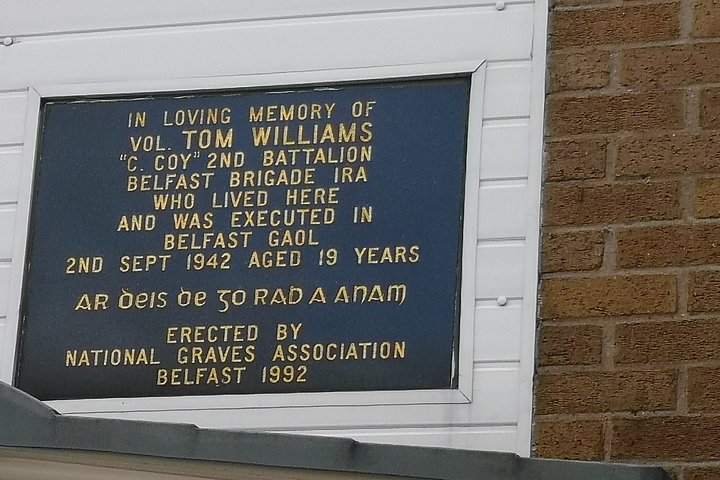 IN LOVING MEMORY OF
VOL. TOM WILLIAMS
"C. COY" 2ND BATTALION
BELFAST BRIGADE IRA
WHO LIVED HERE
AND WAS EXECUTED IN
BELFAST GAOL
2ND SEPT 1942 AGED 19 YEARS
AR DEIS DE GO RAD A ANAM
ERECTED BY
NATIONAL GRAVES ASSOCIATION
BELFAST 1992